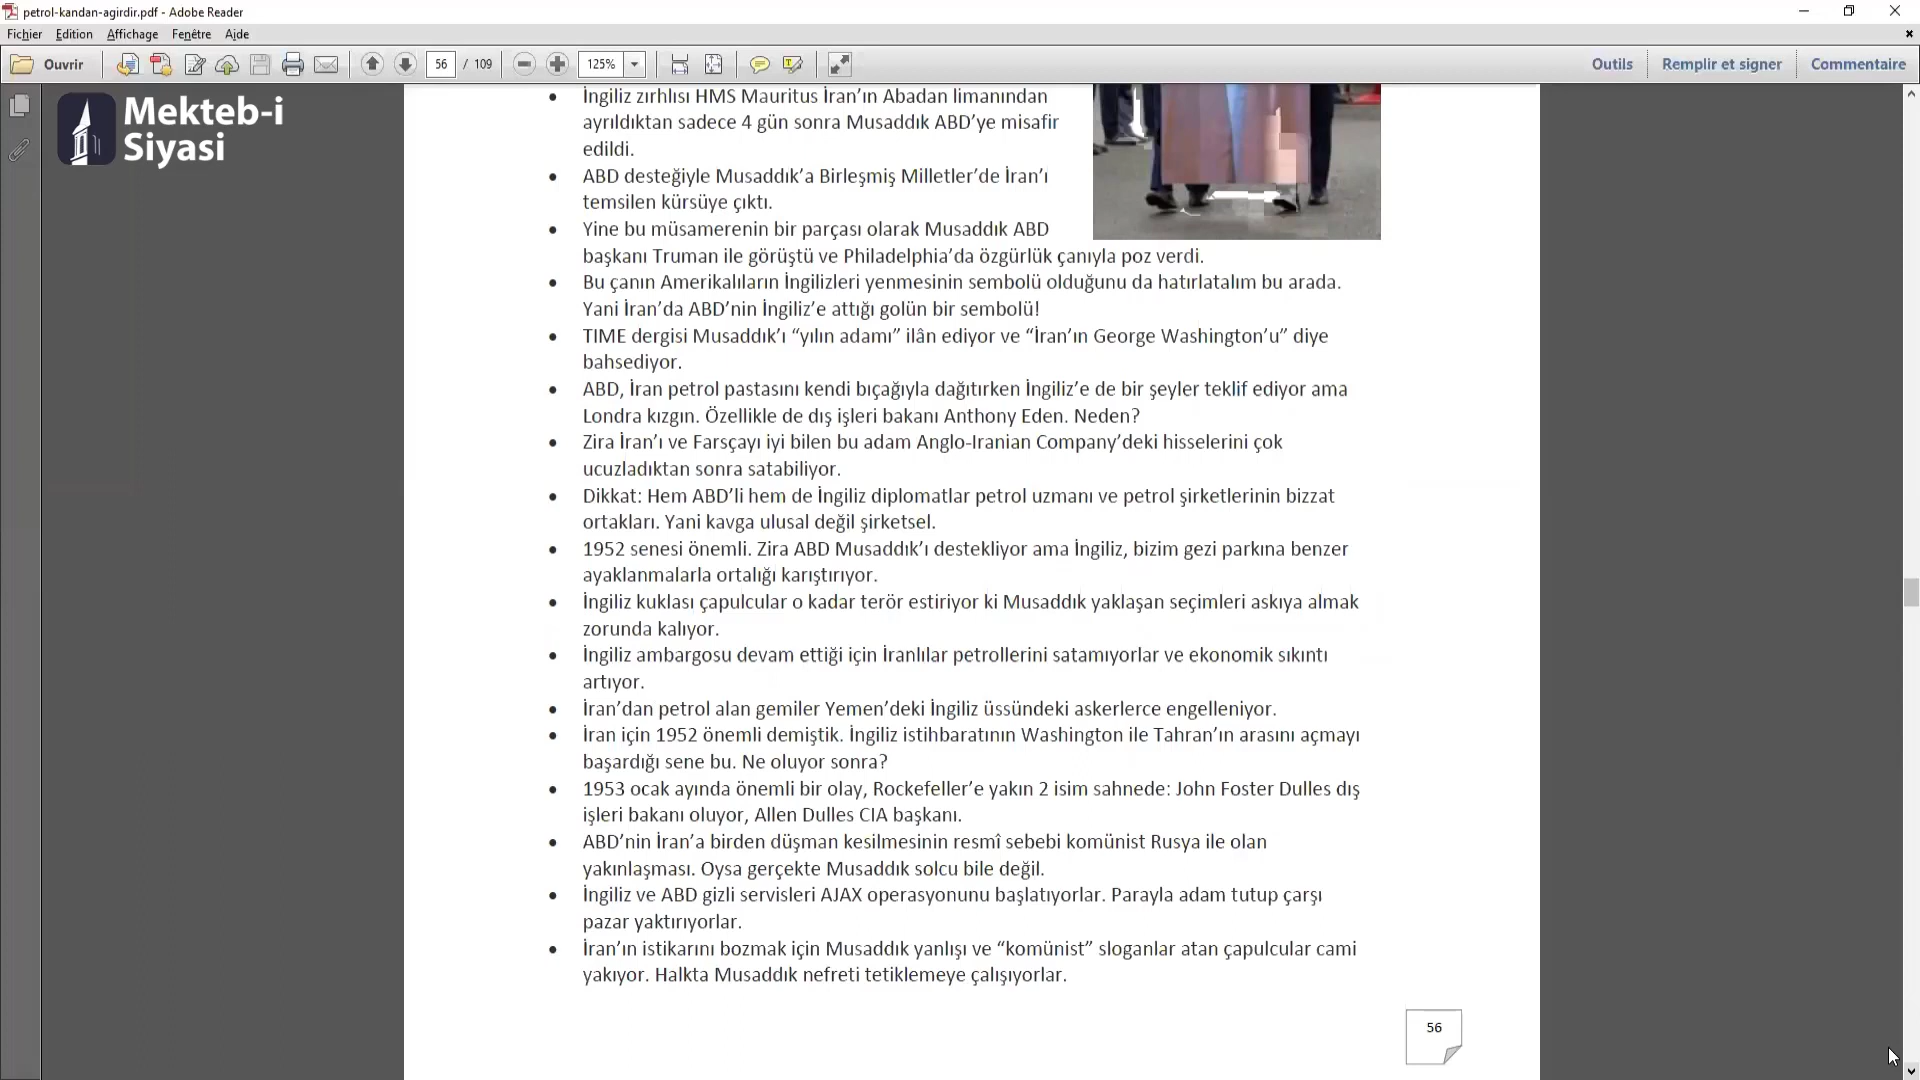 petrol-kandan-agirdir.pdf - Adobe Reader
Fichier Edition Affichage Fenêtre Aide
Ouvrir 56 / 109 125% Outils Remplir et signer Commentaire
Mekteb-i
Siyasi
• İngiliz zırhlısı HMS Mauritus İran’ın Abadan limanından
ayrıldıktan sadece 4 gün sonra Musaddık ABD’ye misafir
edildi.
• ABD desteğiyle Musaddık’a Birleşmiş Milletler’de İran’ı
temsilen kürsüye çıktı.
• Yine bu müsamerenin bir parçası olarak Musaddık ABD
başkanı Truman ile görüştü ve Philadelphia’da özgürlük çanıyla poz verdi.
• Bu çanın Amerikalıların İngilizleri yenmesinin sembolü olduğunu da hatırlatalım bu arada.
Yani İran’da ABD’nin İngiliz’e attığı golün bir sembolü!
• TIME dergisi Musaddık’ı “yılın adamı” ilân ediyor ve “İran’ın George Washington’u” diye
bahsediyor.
• ABD, İran petrol pastasını kendi bıçağıyla dağıtırken İngiliz’e de bir şeyler teklif ediyor ama
Londra kızgın. Özellikle de dış işleri bakanı Anthony Eden. Neden?
• Zira İran’ı ve Farsçayı iyi bilen bu adam Anglo-Iranian Company’deki hisselerini çok
ucuzladıktan sonra satabiliyor.
• Dikkat: Hem ABD’li hem de İngiliz diplomatlar petrol uzmanı ve petrol şirketlerinin bizzat
ortakları. Yani kavga ulusal değil şirketsel.
• 1952 senesi önemli. Zira ABD Musaddık’ı destekliyor ama İngiliz, bizim gezi parkına benzer
ayaklanmalarla ortalığı karıştırıyor.
• İngiliz kuklası çapulcular o kadar terör estiriyor ki Musaddık yaklaşan seçimleri askıya almak
zorunda kalıyor.
• İngiliz ambargosu devam ettiği için İranlılar petrollerini satamıyorlar ve ekonomik sıkıntı
artıyor.
• İran’dan petrol alan gemiler Yemen’deki İngiliz üssündeki askerlerce engelleniyor.
• İran için 1952 önemli demiştik. İngiliz istihbaratının Washington ile Tahran’ın arasını açmayı
başardığı sene bu. Ne oluyor sonra?
• 1953 ocak ayında önemli bir olay, Rockefeller’e yakın 2 isim sahnede: John Foster Dulles dış
işleri bakanı oluyor, Allen Dulles CIA başkanı.
• ABD’nin İran’a birden düşman kesilmesinin resmî sebebi komünist Rusya ile olan
yakınlaşması. Oysa gerçekte Musaddık solcu bile değil.
• İngiliz ve ABD gizli servisleri AJAX operasyonunu başlatıyorlar. Parayla adam tutup çarşı
pazar yaktırıyorlar.
• İran’ın istikarını bozmak için Musaddık yanlışı ve “komünist” sloganlar atan çapulcular cami
yakıyor. Halkta Musaddık nefreti tetiklemeye çalışıyorlar.
56